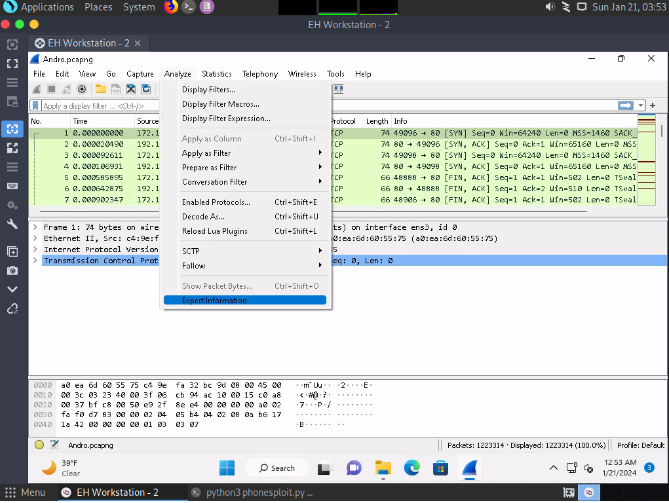 Applications Places System Sun Jan 21, 03:53
EH Workstation - 2
EH Workstation - 2
Andro.pcapng
File Edit View Go Capture Analyze Statistics Telephony Wireless Tools Help
Apply a display filter ... <Ctrl-/>
No. Time Source Protocol Length Info
1 0.000000000 172.1 TCP 74 49096 → 80 [SYN] Seq=0 Win=64240 Len=0 MSS=1460 SACK_
2 0.000020490 192.1 TCP 74 80 → 49096 [SYN, ACK] Seq=0 Ack=1 Win=65160 Len=0 MSS
3 0.000092611 172.1 TCP 74 49098 → 80 [SYN] Seq=0 Win=64240 Len=0 MSS=1460 SACK_
4 0.000106931 192.1 TCP 74 80 → 49098 [SYN, ACK] Seq=0 Ack=1 Win=65160 Len=0 MSS
5 0.000585895 172.1 TCP 66 48888 → 80 [FIN, ACK] Seq=1 Ack=1 Win=502 Len=0 TSval
6 0.000642875 192.1 TCP 66 80 → 48888 [FIN, ACK] Seq=1 Ack=2 Win=510 Len=0 TSval
7 0.000902347 172.1 TCP 66 48906 → 80 [FIN, ACK] Seq=1 Ack=1 Win=502 Len=0 TSval
Display Filters...
Display Filter Macros...
Display Filter Expression...
Apply as Column Ctrl+Shift+I
Apply as Filter
Prepare as Filter
Conversation Filter
Enabled Protocols... Ctrl+Shift+E
Decode As... Ctrl+Shift+U
Reload Lua Plugins Ctrl+Shift+L
SCTP
Follow
Show Packet Bytes... Ctrl+Shift+O
Expert Information
Frame 1: 74 bytes on wire ts) on interface ens3, id 0
Ethernet II, Src: c4:9e:f :ea:6d:60:55:75 (a0:ea:6d:60:55:75)
Internet Protocol Version 5
Transmission Control Prot eq: 0, Len: 0
0000 a0 ea 6d 60 55 75 c4 9e fa 32 bc 9d 08 00 45 00 ··m`Uu·· ·2····E·
0010 00 3c 03 23 40 00 3f 06 cb 94 ac 10 00 15 c0 a8 ·<·#@·?· ········
0020 00 37 bf c8 00 50 e9 2f 8e e4 00 00 00 00 a0 02 ·7···P·/ ········
0030 fa f0 d7 83 00 00 02 04 05 b4 04 02 08 0a b6 17 ········ ········
0040 1a 42 00 00 00 00 01 03 03 07 ·B······ ··
Andro.pcapng Packets: 1223314 · Displayed: 1223314 (100.0%) Profile: Default
39°F
Clear
Search
12:53 AM
1/21/2024
3
Menu EH Workstation - 2 python3 phonesploit.py ...